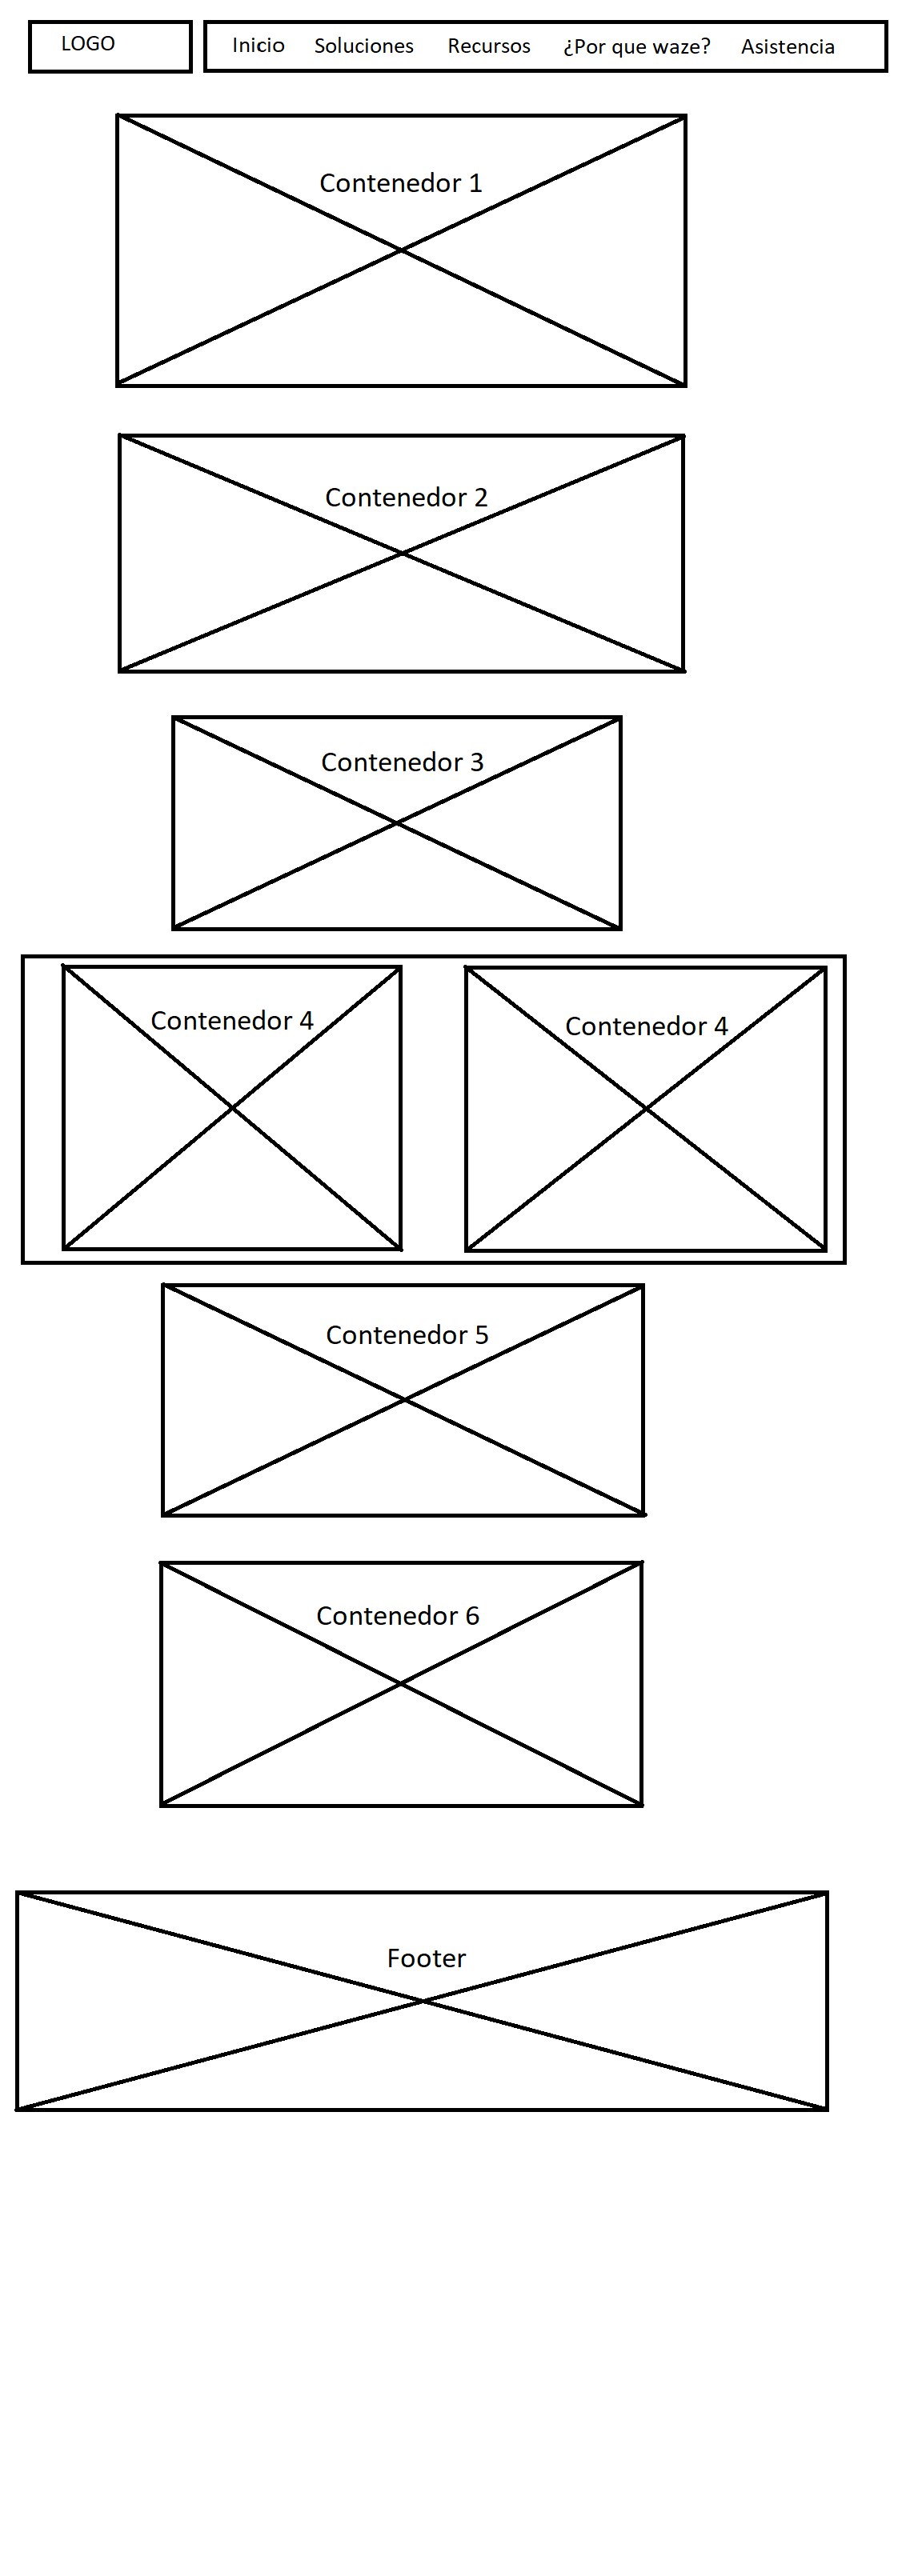 LOGO
Inicio Soluciones Recursos ¿Por que waze? Asistencia
Contenedor 1
Contenedor 2
Contenedor 3
Contenedor 4
Contenedor 4
Contenedor 5
Contenedor 6
Footer